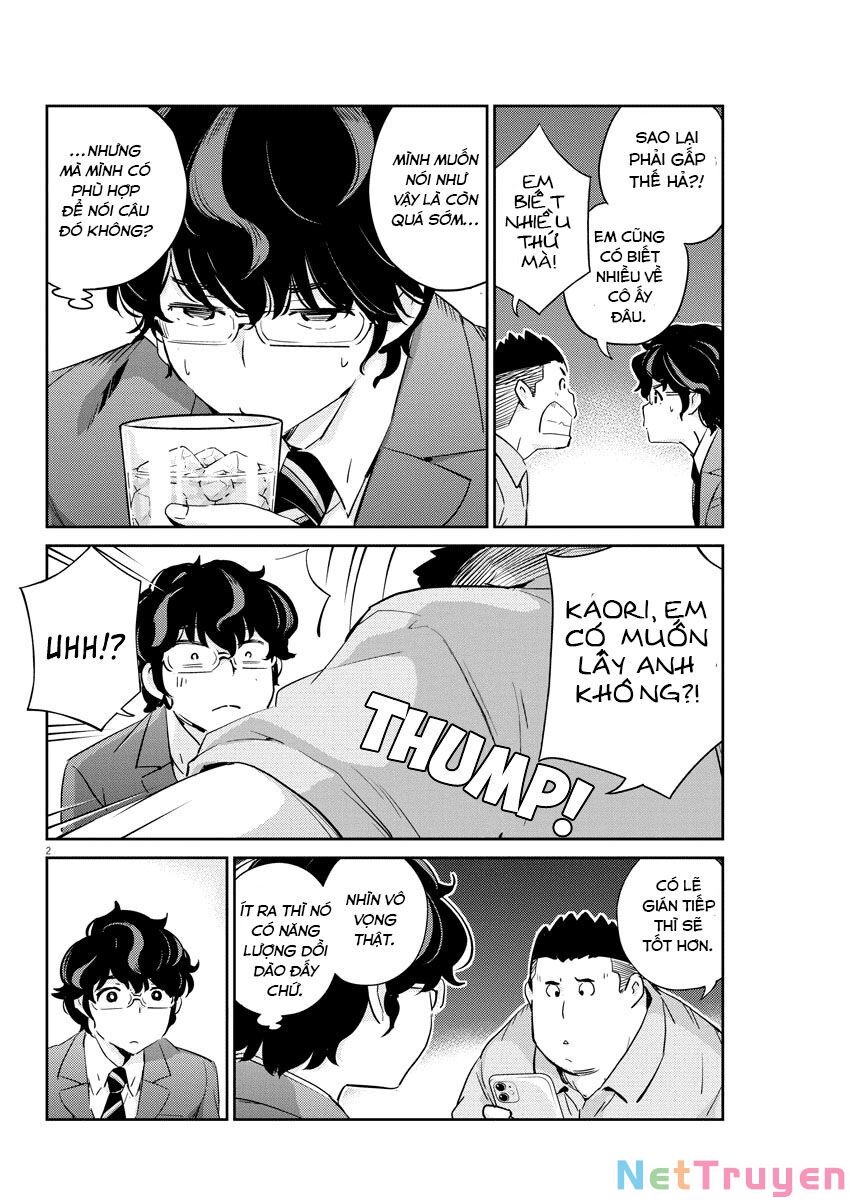 SAO LẠI
PHẢI GẤP
THẾ HẢ?!
EM CŨNG
CÓ BIẾT
NHIỀU VỀ
CÔ ẤY
ĐÂU.
EM
BIẾT
NHIỀU
THỨ
MÀ!
MÌNH MUỐN
NÓI NHƯ
VẬY LÀ CÒN
QUÁ SỚM...
...NHƯNG
MÀ MÌNH CÓ
PHÙ HỢP
ĐỂ NÓI CÂU
ĐÓ KHÔNG?
KAORI, EM
CÓ MUỐN
LẤY ANH
KHÔNG?!
THUMP!
UHH!?
2
CÓ LẼ
GIÁN TIẾP
THÌ SẼ
TỐT HƠN.
NHÌN VÔ
VỌNG
THẬT.
ÍT RA THÌ NÓ
CÓ NĂNG
LƯỢNG DỒI
DÀO ĐẤY
CHỨ.
NetTruyen